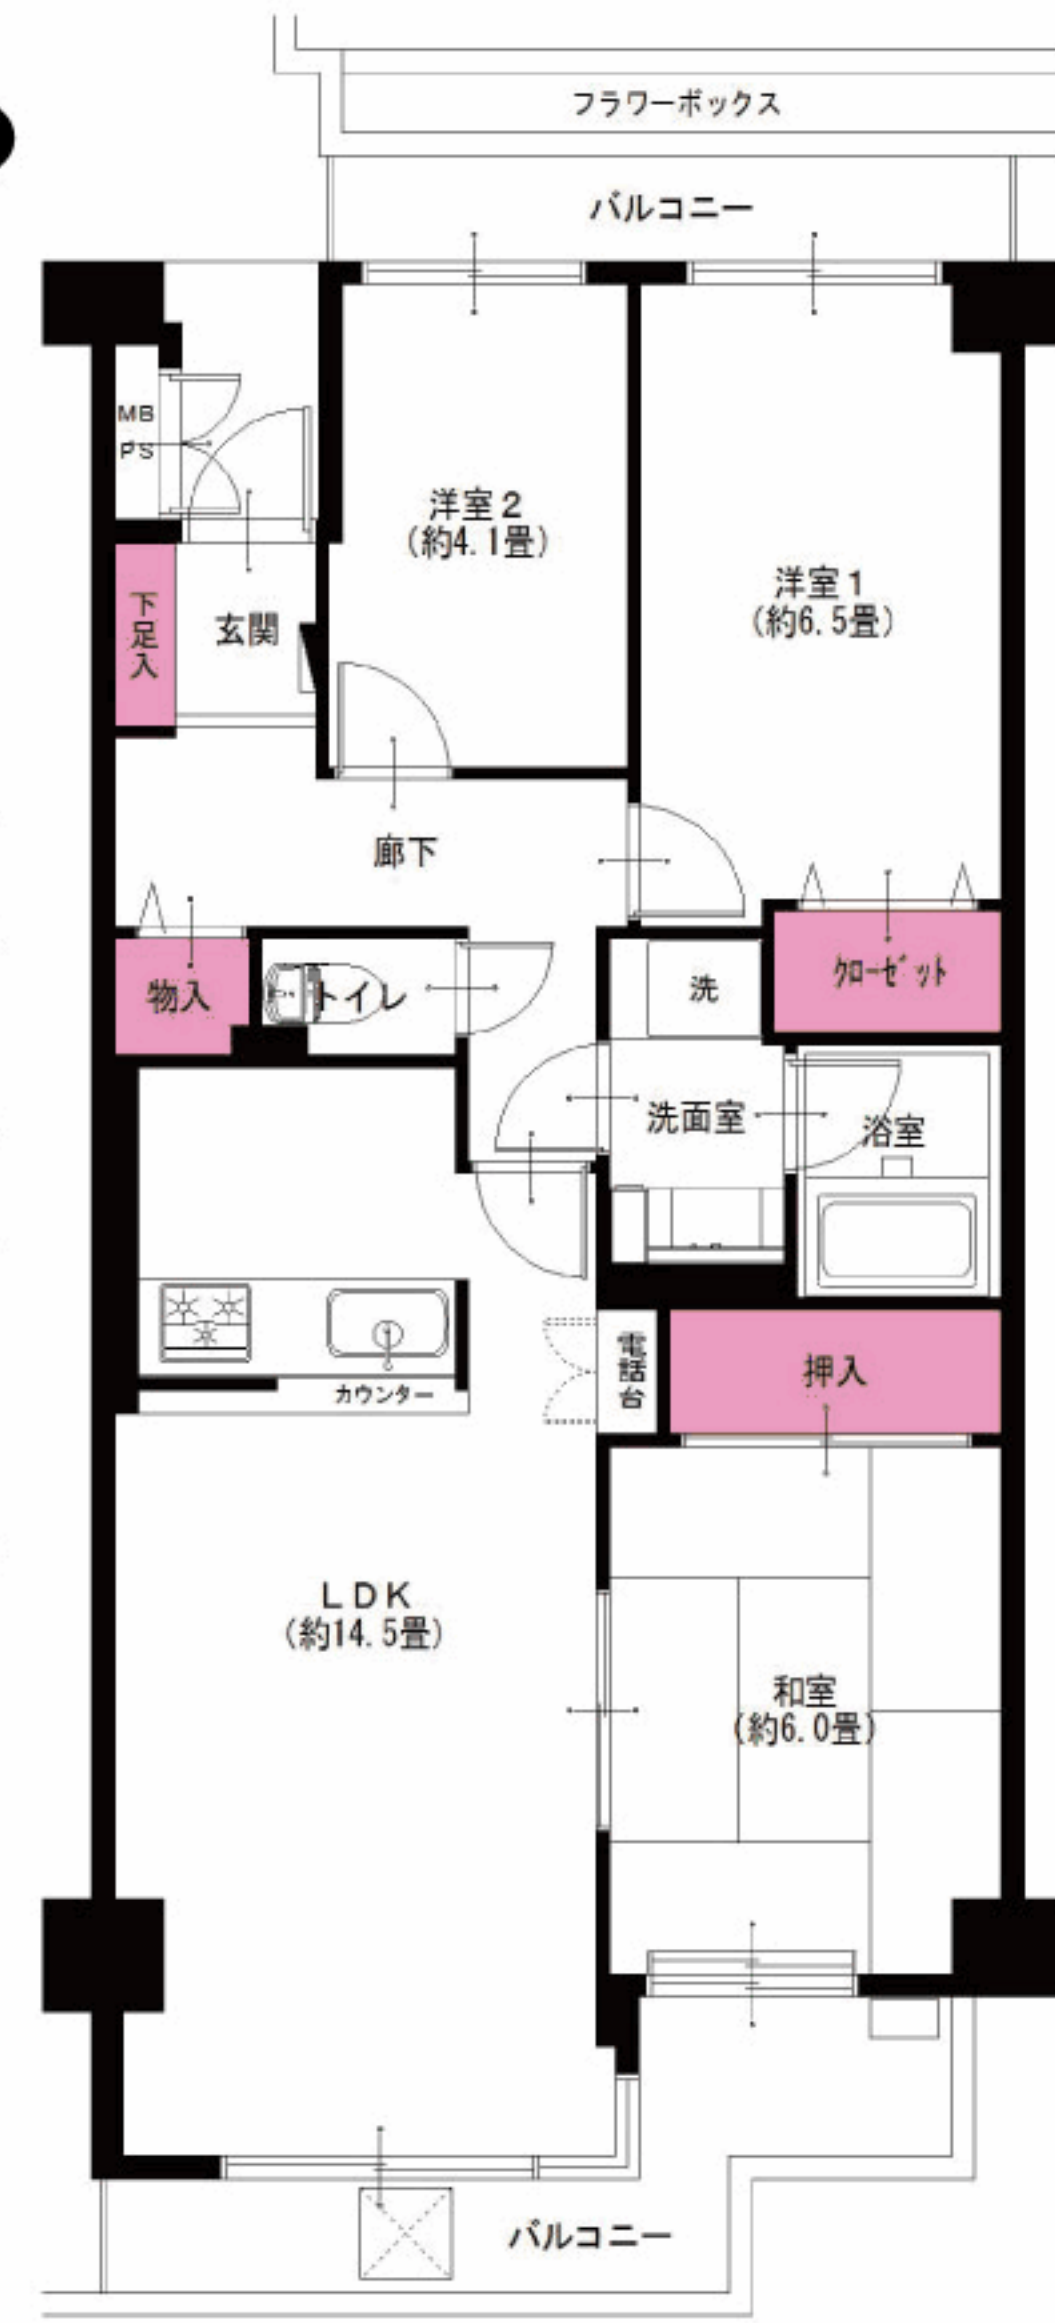 フラワーボックス
バルコニー
MB
PS
洋室2
(約4.1畳)
洋室1
(約6.5畳)
下足入
玄関
廊下
物入
トイレ
洗
クローゼット
洗面室
浴室
カウンター
電話台
押入
LDK
(約14.5畳)
和室
(約6.0畳)
バルコニー